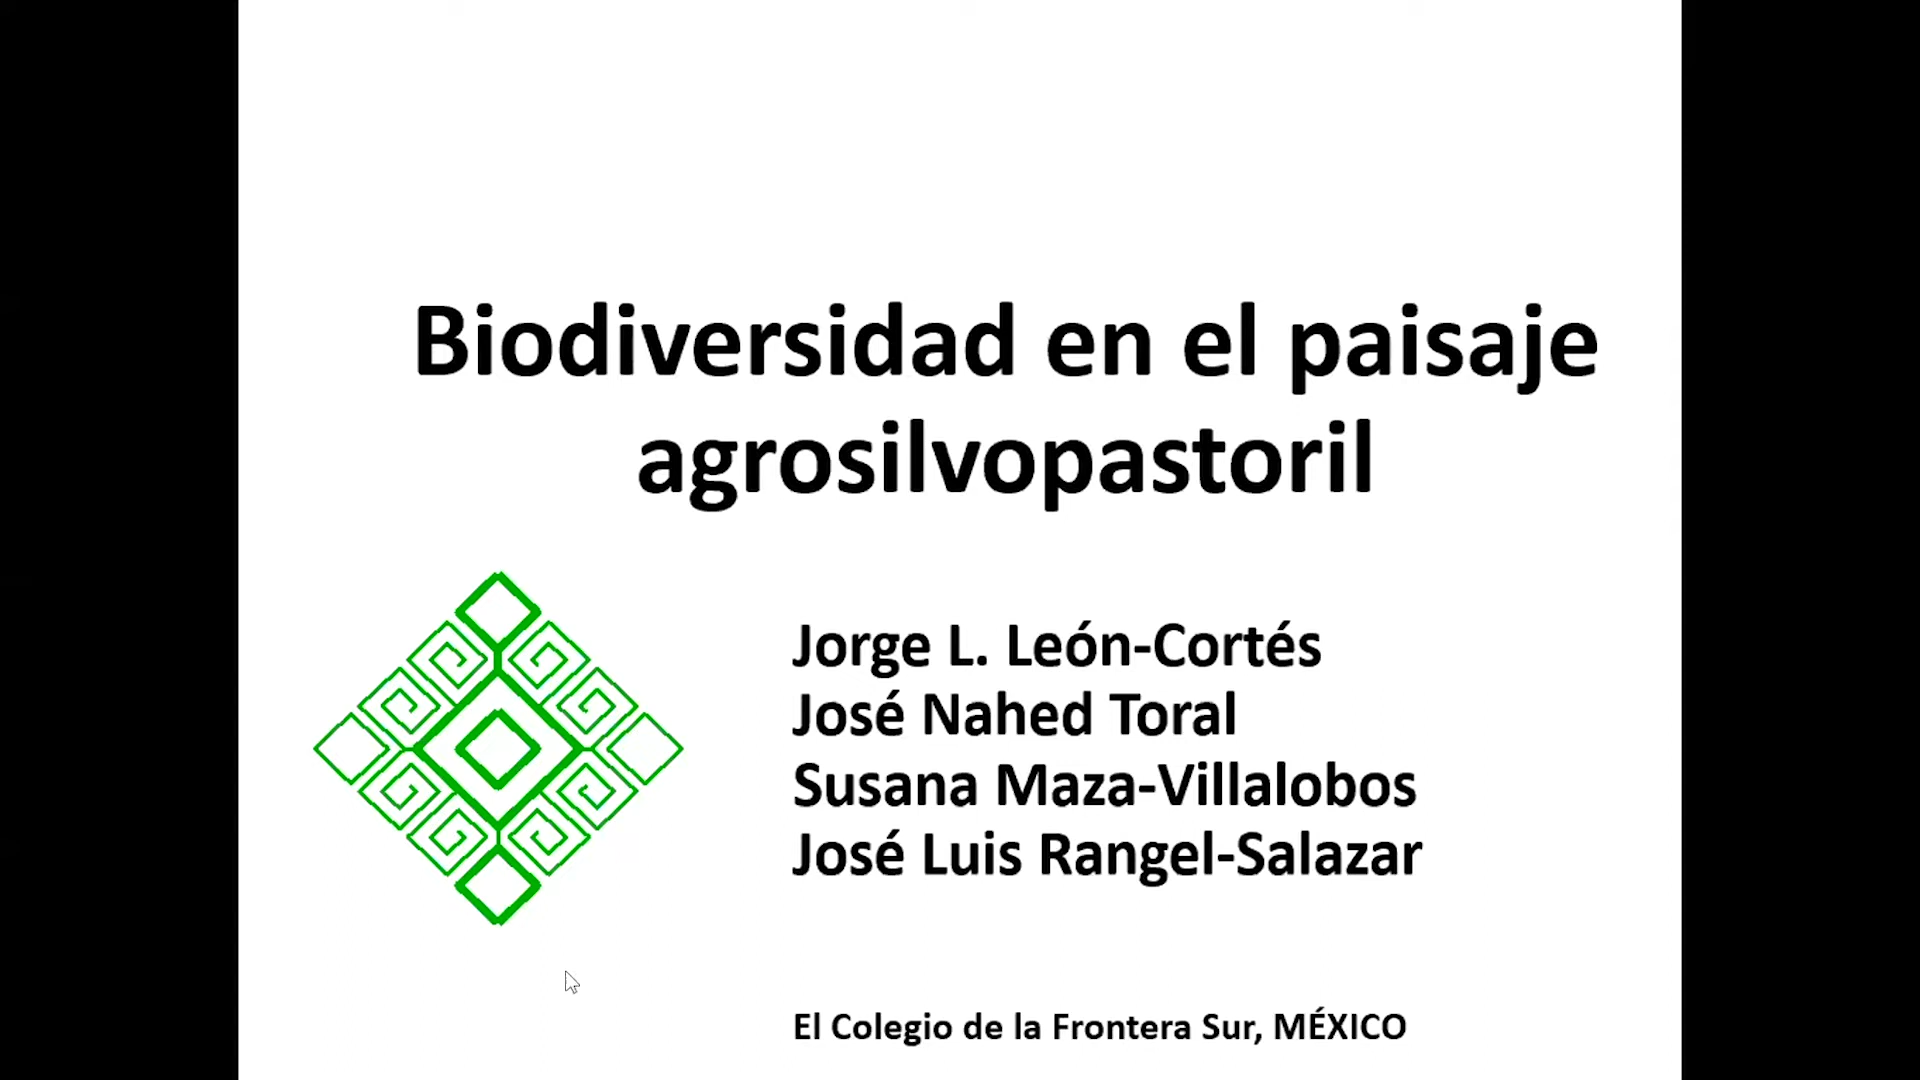 Biodiversidad en el paisaje
agrosilvopastoril
Jorge L. León-Cortés
José Nahed Toral
Susana Maza-Villalobos
José Luis Rangel-Salazar
El Colegio de la Frontera Sur, MÉXICO